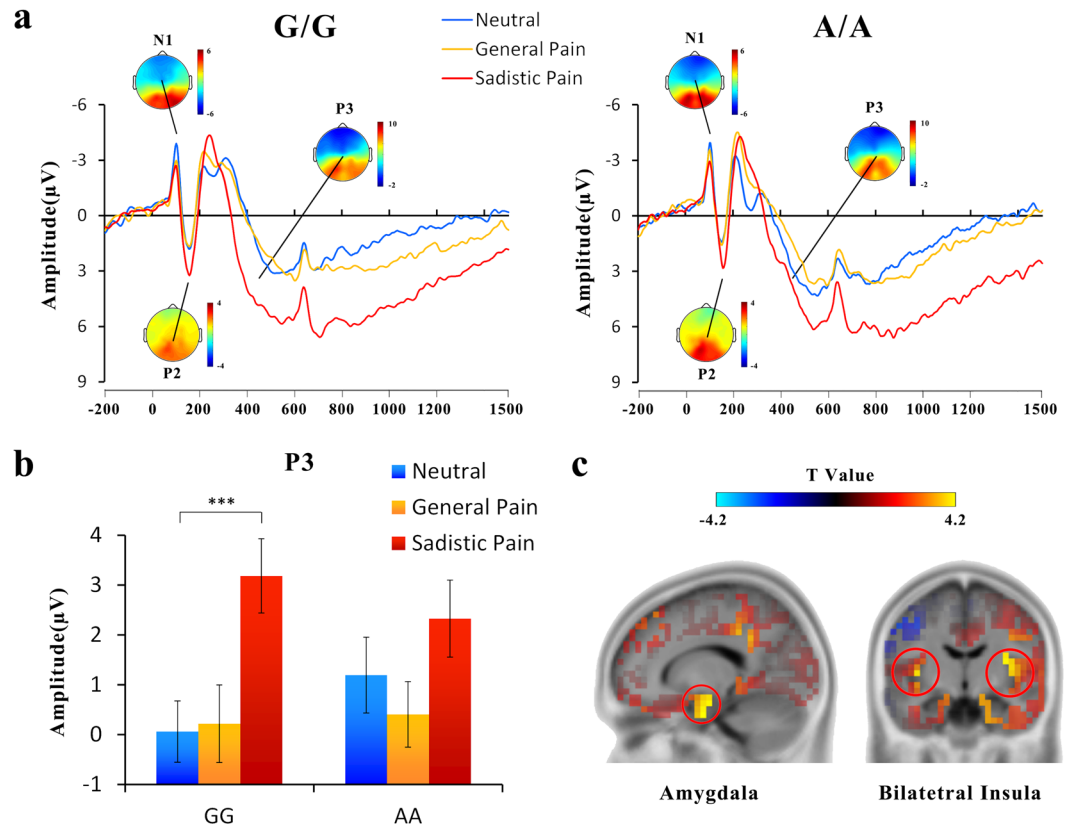 a
G/G
Neutral
General Pain
Sadistic Pain
A/A
N1
6
-6
P3
10
-2
N1
6
-6
P3
10
-2
Amplitude(μV)
-6
-3
0
3
6
9
Amplitude(μV)
-6
-3
0
3
6
9
4
-4
P2
4
-4
P2
-200 0 200 400 600 800 1000 1200 1500
-200 0 200 400 600 800 1000 1200 1500
b
P3
Neutral
General Pain
Sadistic Pain
***
Amplitude(μV)
4
3
2
1
0
-1
GG AA
c
T Value
-4.2 4.2
Amygdala
Bilatetral Insula